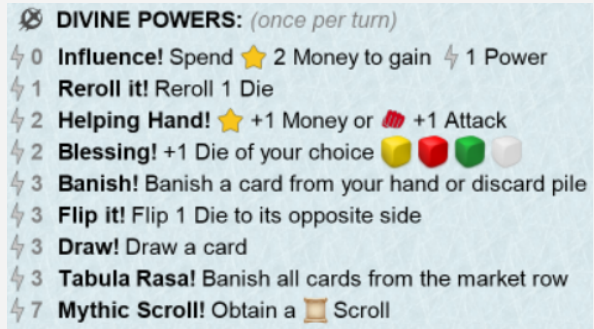 DIVINE POWERS: (once per turn)
0 Influence! Spend 2 Money to gain 1 Power
1 Reroll it! Reroll 1 Die
2 Helping Hand! +1 Money or +1 Attack
2 Blessing! +1 Die of your choice
3 Banish! Banish a card from your hand or discard pile
3 Flip it! Flip 1 Die to its opposite side
3 Draw! Draw a card
3 Tabula Rasa! Banish all cards from the market row
7 Mythic Scroll! Obtain a Scroll